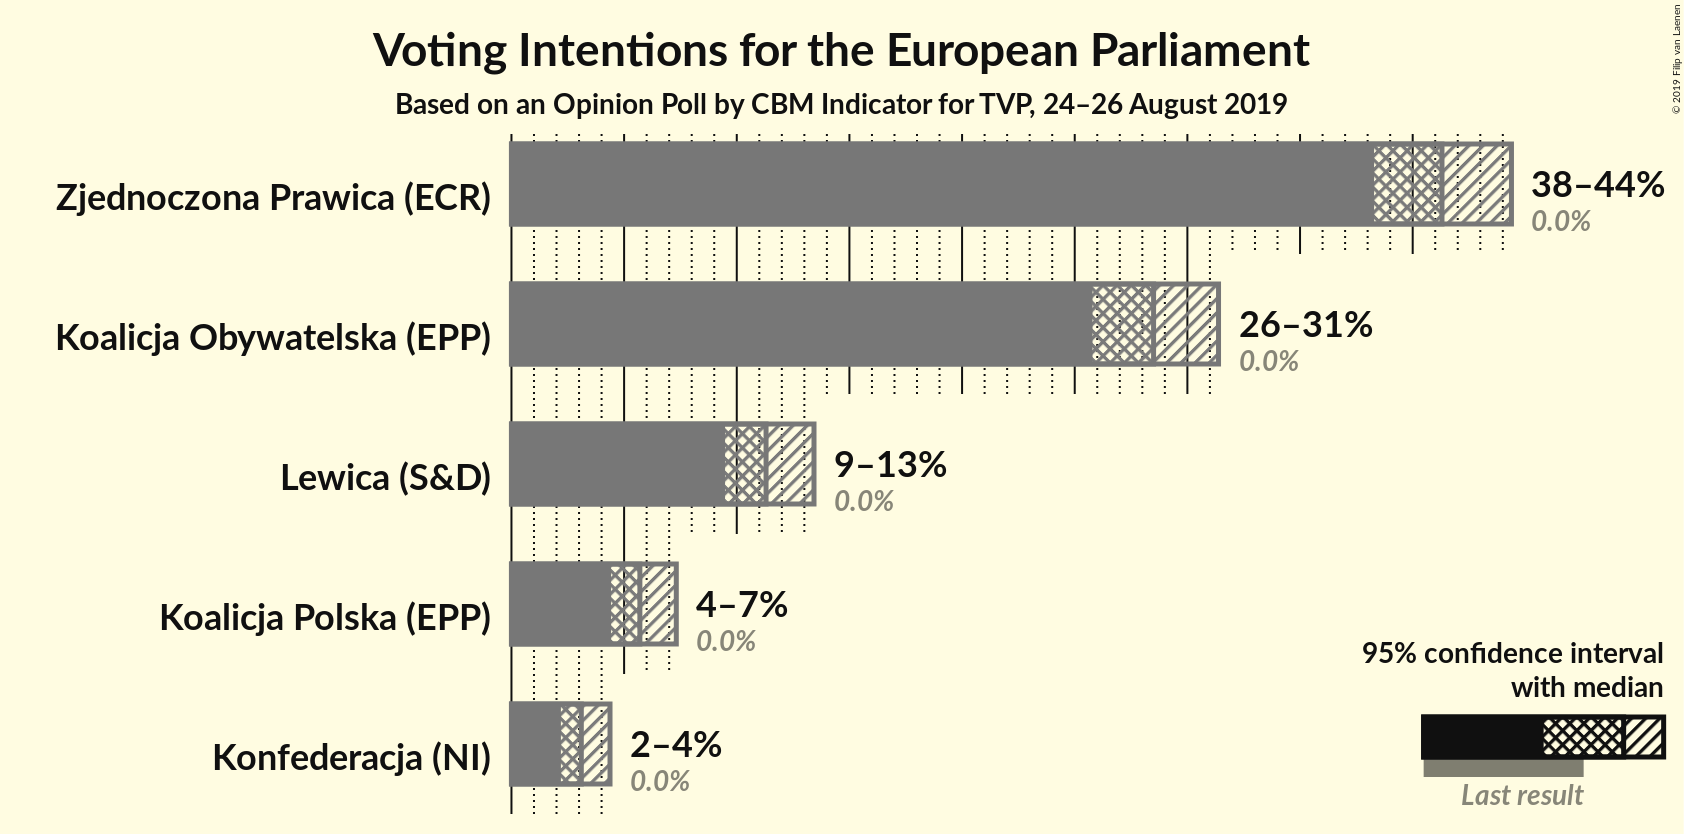 Voting Intentions for the European Parliament
Based on an Opinion Poll by CBM Indicator for TVP, 24–26 August 2019
© 2019 Filip van Laenen
Zjednoczona Prawica (ECR)
38–44%
0.0%
Koalicja Obywatelska (EPP)
26–31%
0.0%
Lewica (S&D)
9–13%
0.0%
Koalicja Polska (EPP)
4–7%
0.0%
Konfederacja (NI)
2–4%
0.0%
95% confidence interval
with median
Last result